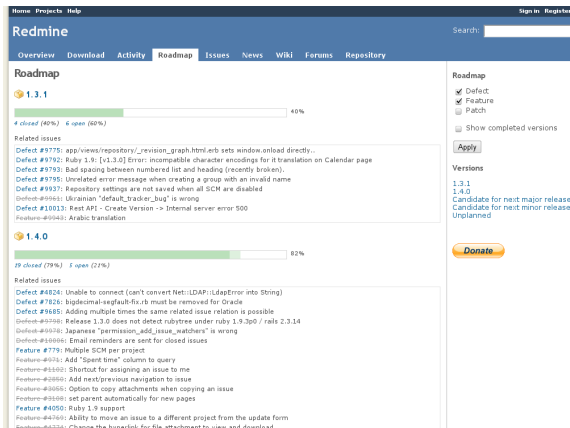 Home Projects Help
Sign in Register
Redmine
Search:
Overview Download Activity Roadmap Issues News Wiki Forums Repository
Roadmap
1.3.1
40%
4 closed (40%) 6 open (60%)
Related issues
Defect #9775: app/views/repository/_revision_graph.html.erb sets window.onload directly..
Defect #9792: Ruby 1.9: [v1.3.0] Error: incompatible character encodings for it translation on Calendar page
Defect #9793: Bad spacing between numbered list and heading (recently broken).
Defect #9795: Unrelated error message when creating a group with an invalid name
Defect #9937: Repository settings are not saved when all SCM are disabled
Defect #9961: Ukrainian "default_tracker_bug" is wrong
Defect #10013: Rest API - Create Version -> Internal server error 500
Feature #9943: Arabic translation
1.4.0
82%
19 closed (79%) 5 open (21%)
Related issues
Defect #4824: Unable to connect (can't convert Net::LDAP::LdapError into String)
Defect #7826: bigdecimal-segfault-fix.rb must be removed for Oracle
Defect #9685: Adding multiple times the same related issue relation is possible
Defect #9798: Release 1.3.0 does not detect rubytree under ruby 1.9.3p0 / rails 2.3.14
Defect #9978: Japanese "permission_add_issue_watchers" is wrong
Defect #10006: Email reminders are sent for closed issues
Feature #779: Multiple SCM per project
Feature #971: Add "Spent time" column to query
Feature #1102: Shortcut for assigning an issue to me
Feature #2850: Add next/previous navigation to issue
Feature #3055: Option to copy attachments when copying an issue
Feature #3108: set parent automatically for new pages
Feature #4050: Ruby 1.9 support
Feature #4769: Ability to move an issue to a different project from the update form
Feature #4774: Change the hyperlink for file attachment to view and download
Roadmap
Defect
Feature
Patch
Show completed versions
Apply
Versions
1.3.1
1.4.0
Candidate for next major release
Candidate for next minor release
Unplanned
Donate